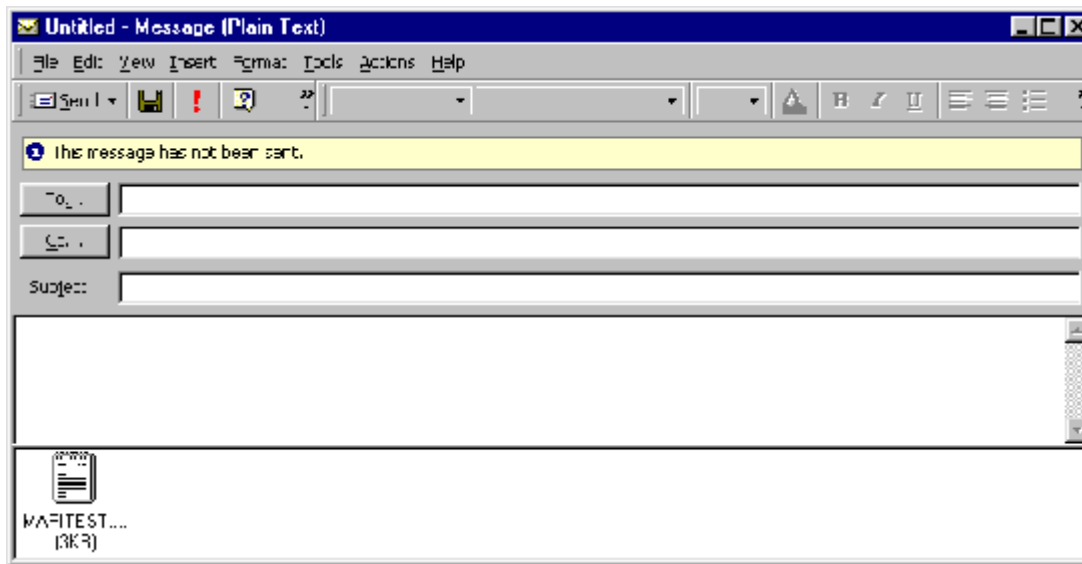 Untitled - Message (Plain Text)
File Edit View Insert Format Tools Actions Help
Send
This message has not been sent.
To...
Cc...
Subject:
MAPITEST....
(3KB)